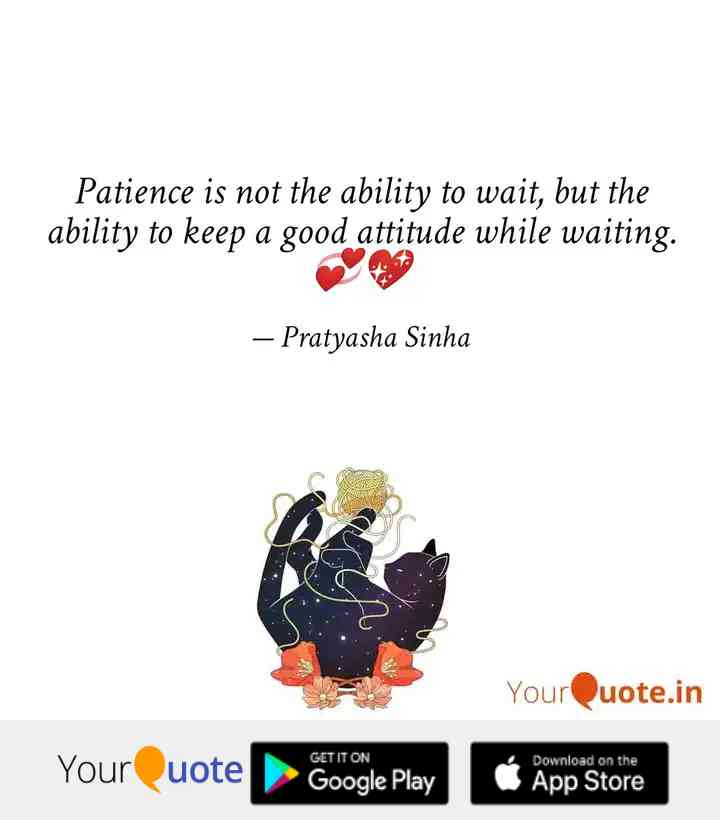 Patience is not the ability to wait, but the
ability to keep a good attitude while waiting.
💞💖
— Pratyasha Sinha
YourQuote.in
YourQuote
GET IT ON
Google Play
Download on the
App Store